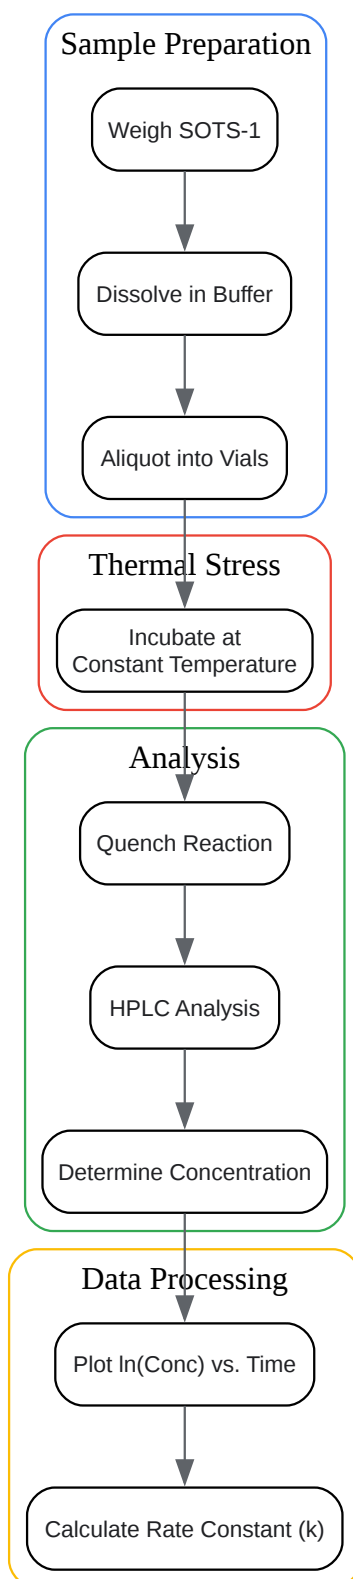 Sample Preparation
Weigh SOTS-1
Dissolve in Buffer
Aliquot into Vials
Thermal Stress
Incubate at
Constant Temperature
Analysis
Quench Reaction
HPLC Analysis
Determine Concentration
Data Processing
Plot ln(Conc) vs. Time
Calculate Rate Constant (k)